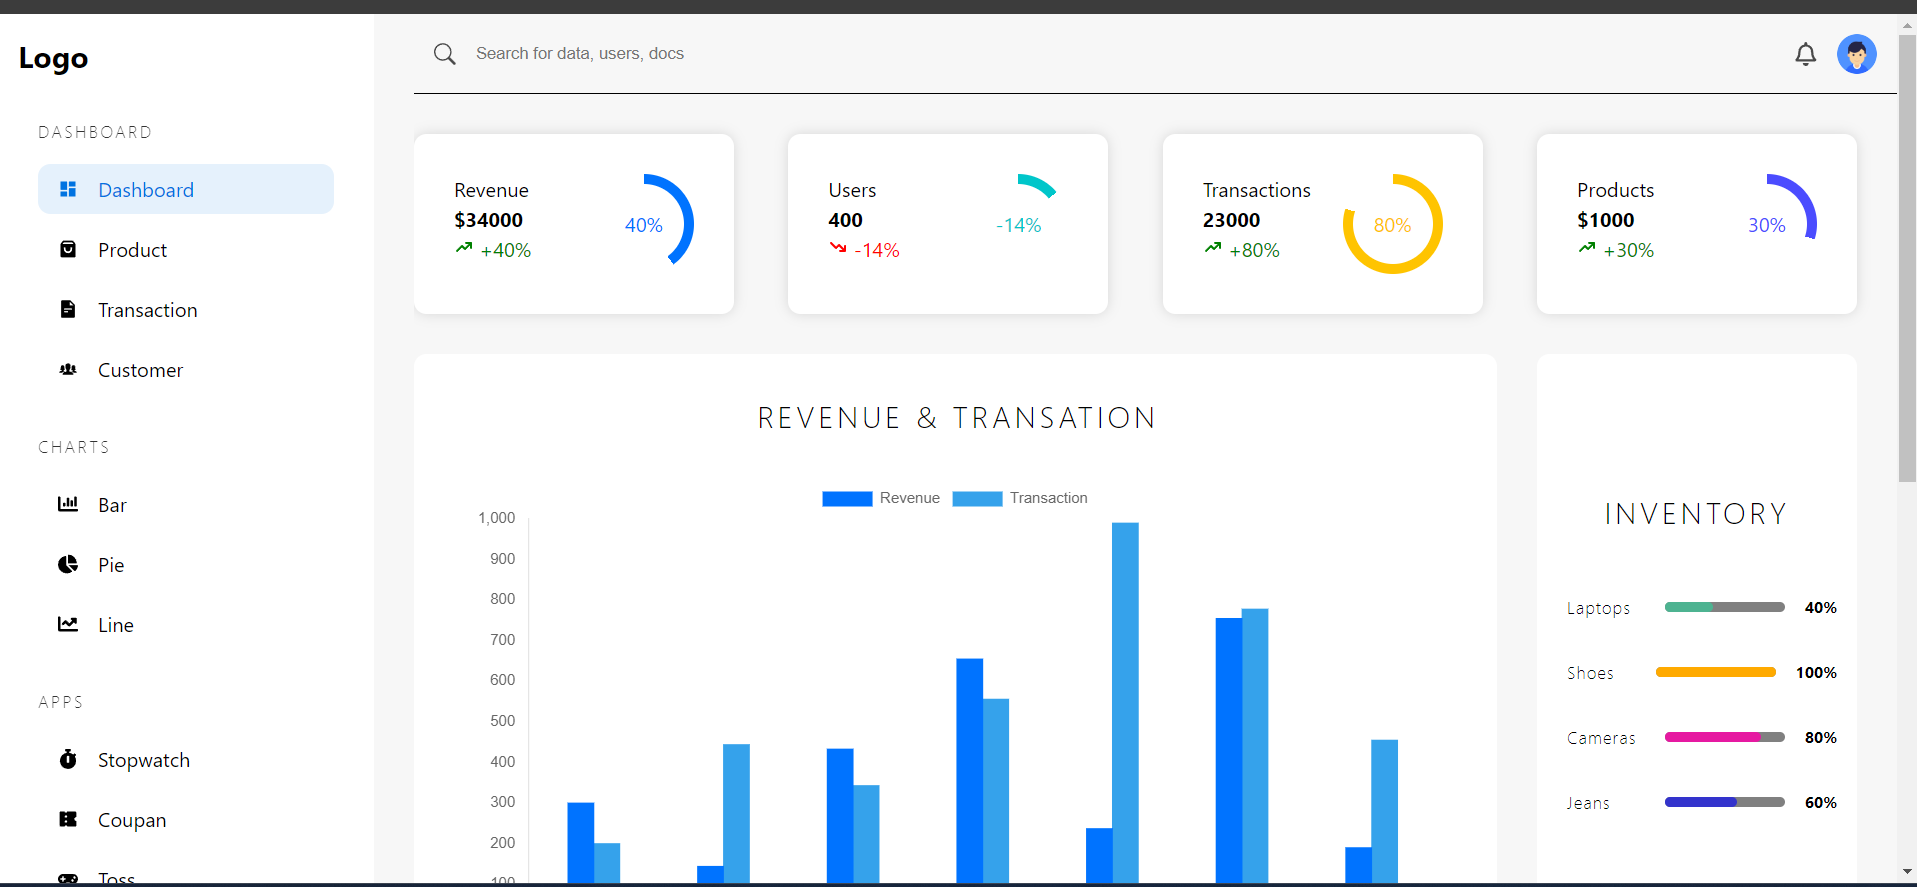 Logo
DASHBOARD
Dashboard
Product
Transaction
Customer
CHARTS
Bar
Pie
Line
APPS
Stopwatch
Coupan
Toss
Search for data, users, docs
Revenue
$34000
+40%
40%
Users
400
-14%
-14%
Transactions
23000
+80%
80%
Products
$1000
+30%
30%
REVENUE & TRANSATION
Revenue Transaction
1,000
900
800
700
600
500
400
300
200
100
INVENTORY
Laptops 40%
Shoes 100%
Cameras 80%
Jeans 60%